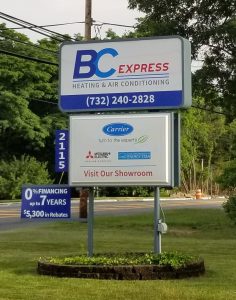 BC EXPRESS
HEATING & AIR CONDITIONING
(732) 240-2828
Carrier
turn to the experts
MITSUBISHI
ELECTRIC
Visit Our Showroom
2115
0% FINANCING
up to 7 YEARS
$5,300 in Rebates